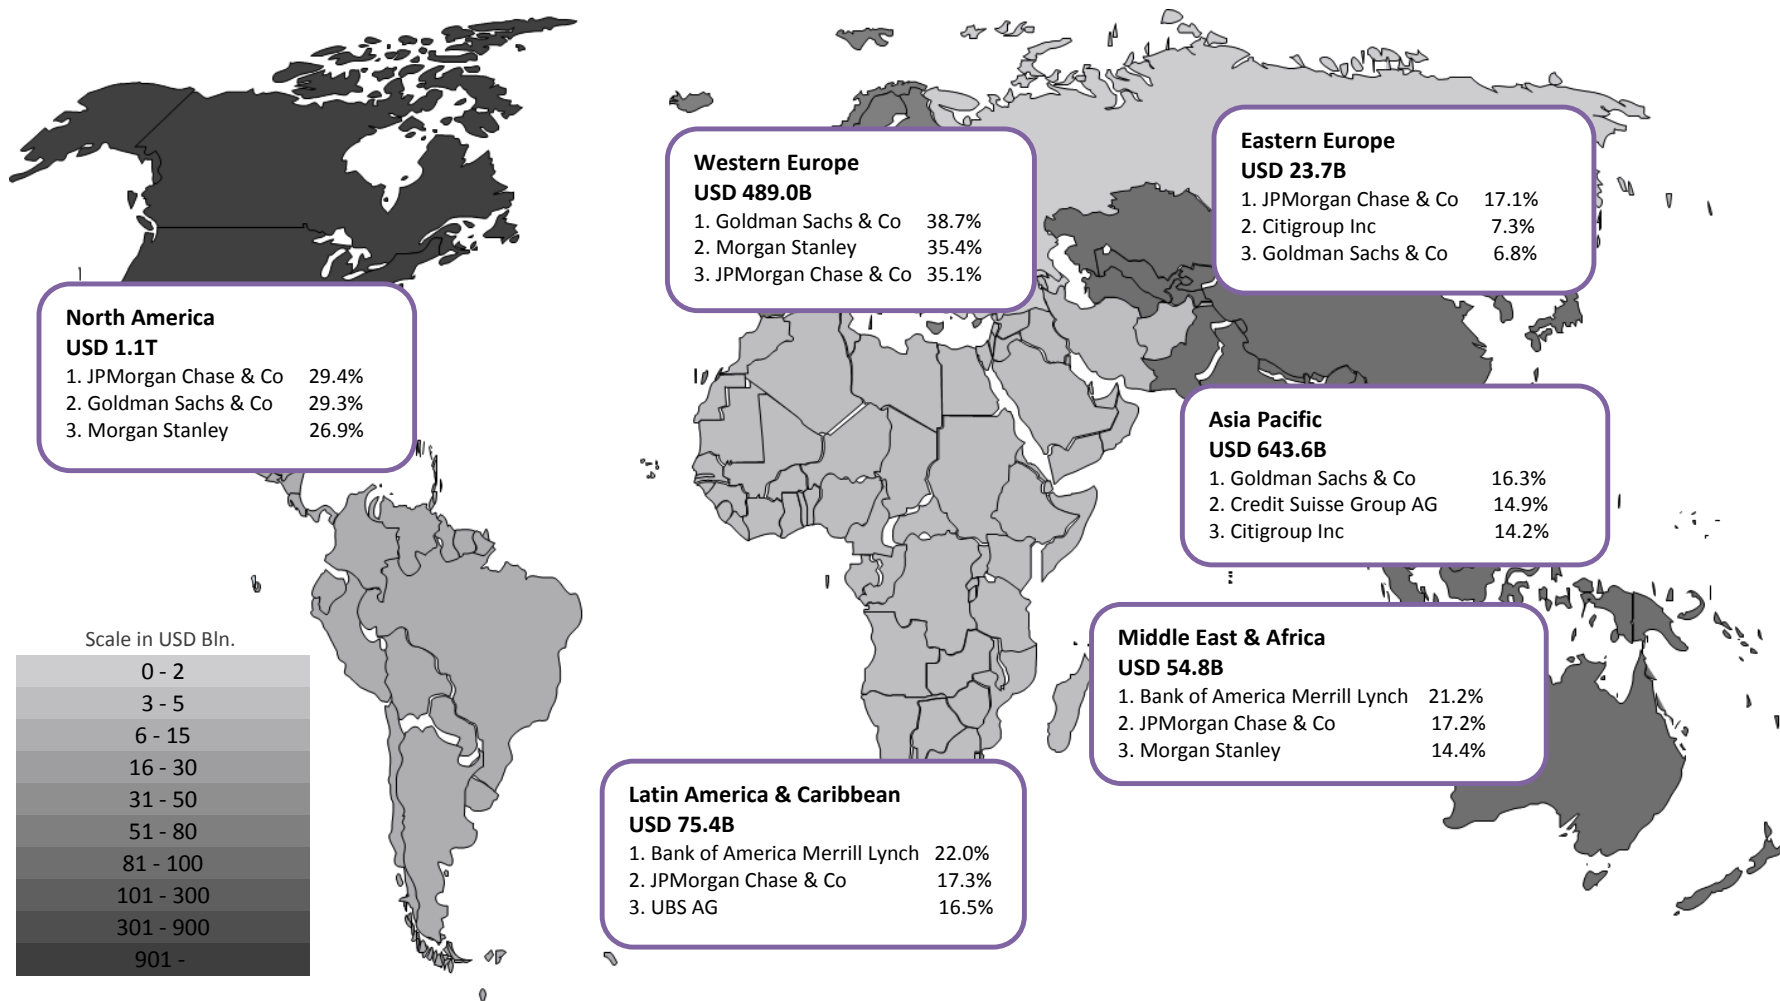 Western Europe
USD 489.0B
1. Goldman Sachs & Co 38.7%
2. Morgan Stanley 35.4%
3. JPMorgan Chase & Co 35.1%
Eastern Europe
USD 23.7B
1. JPMorgan Chase & Co 17.1%
2. Citigroup Inc 7.3%
3. Goldman Sachs & Co 6.8%
North America
USD 1.1T
1. JPMorgan Chase & Co 29.4%
2. Goldman Sachs & Co 29.3%
3. Morgan Stanley 26.9%
Asia Pacific
USD 643.6B
1. Goldman Sachs & Co 16.3%
2. Credit Suisse Group AG 14.9%
3. Citigroup Inc 14.2%
Middle East & Africa
USD 54.8B
1. Bank of America Merrill Lynch 21.2%
2. JPMorgan Chase & Co 17.2%
3. Morgan Stanley 14.4%
Latin America & Caribbean
USD 75.4B
1. Bank of America Merrill Lynch 22.0%
2. JPMorgan Chase & Co 17.3%
3. UBS AG 16.5%
Scale in USD Bln.
0 - 2
3 - 5
6 - 15
16 - 30
31 - 50
51 - 80
81 - 100
101 - 300
301 - 900
901 -